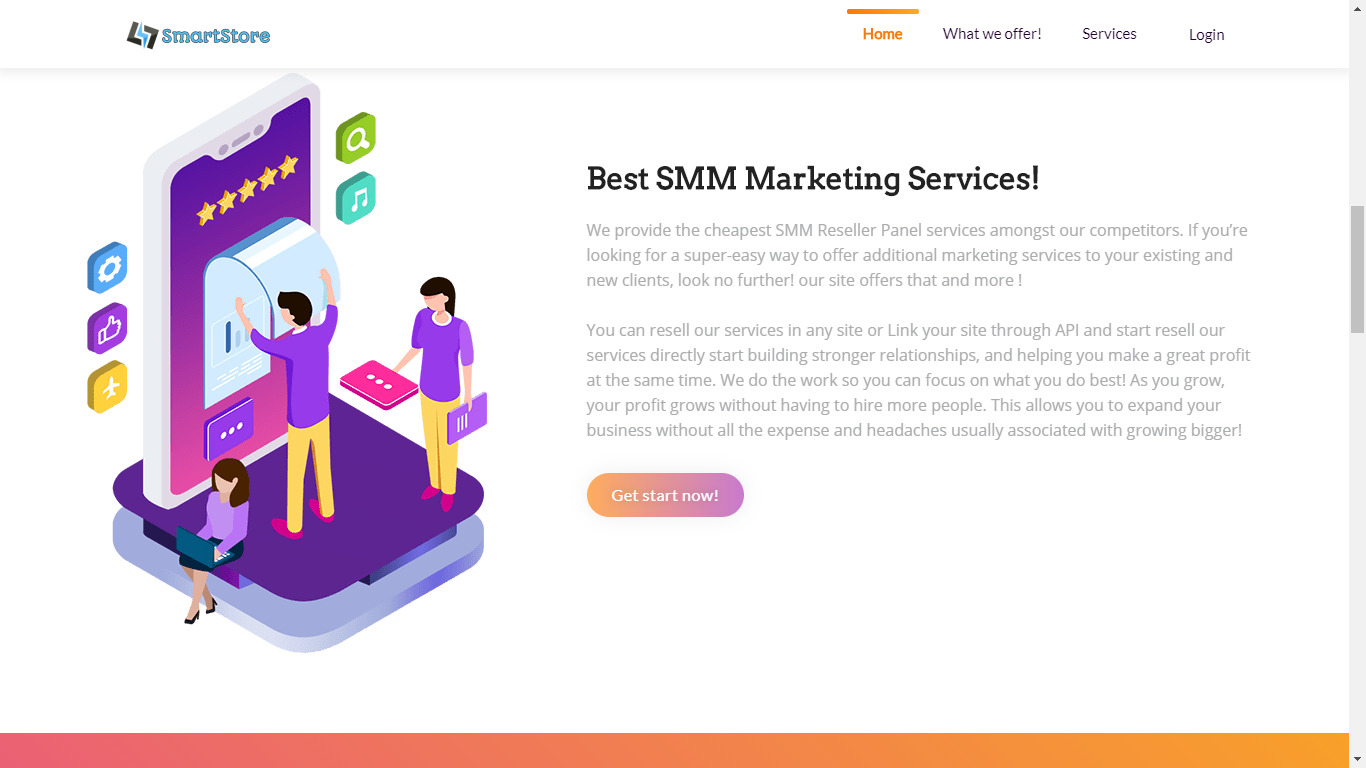 SmartStore
Home
What we offer!
Services
Login
Best SMM Marketing Services!
We provide the cheapest SMM Reseller Panel services amongst our competitors. If you’re
looking for a super-easy way to offer additional marketing services to your existing and
new clients, look no further! our site offers that and more !
You can resell our services in any site or Link your site through API and start resell our
services directly start building stronger relationships, and helping you make a great profit
at the same time. We do the work so you can focus on what you do best! As you grow,
your profit grows without having to hire more people. This allows you to expand your
business without all the expense and headaches usually associated with growing bigger!
Get start now!